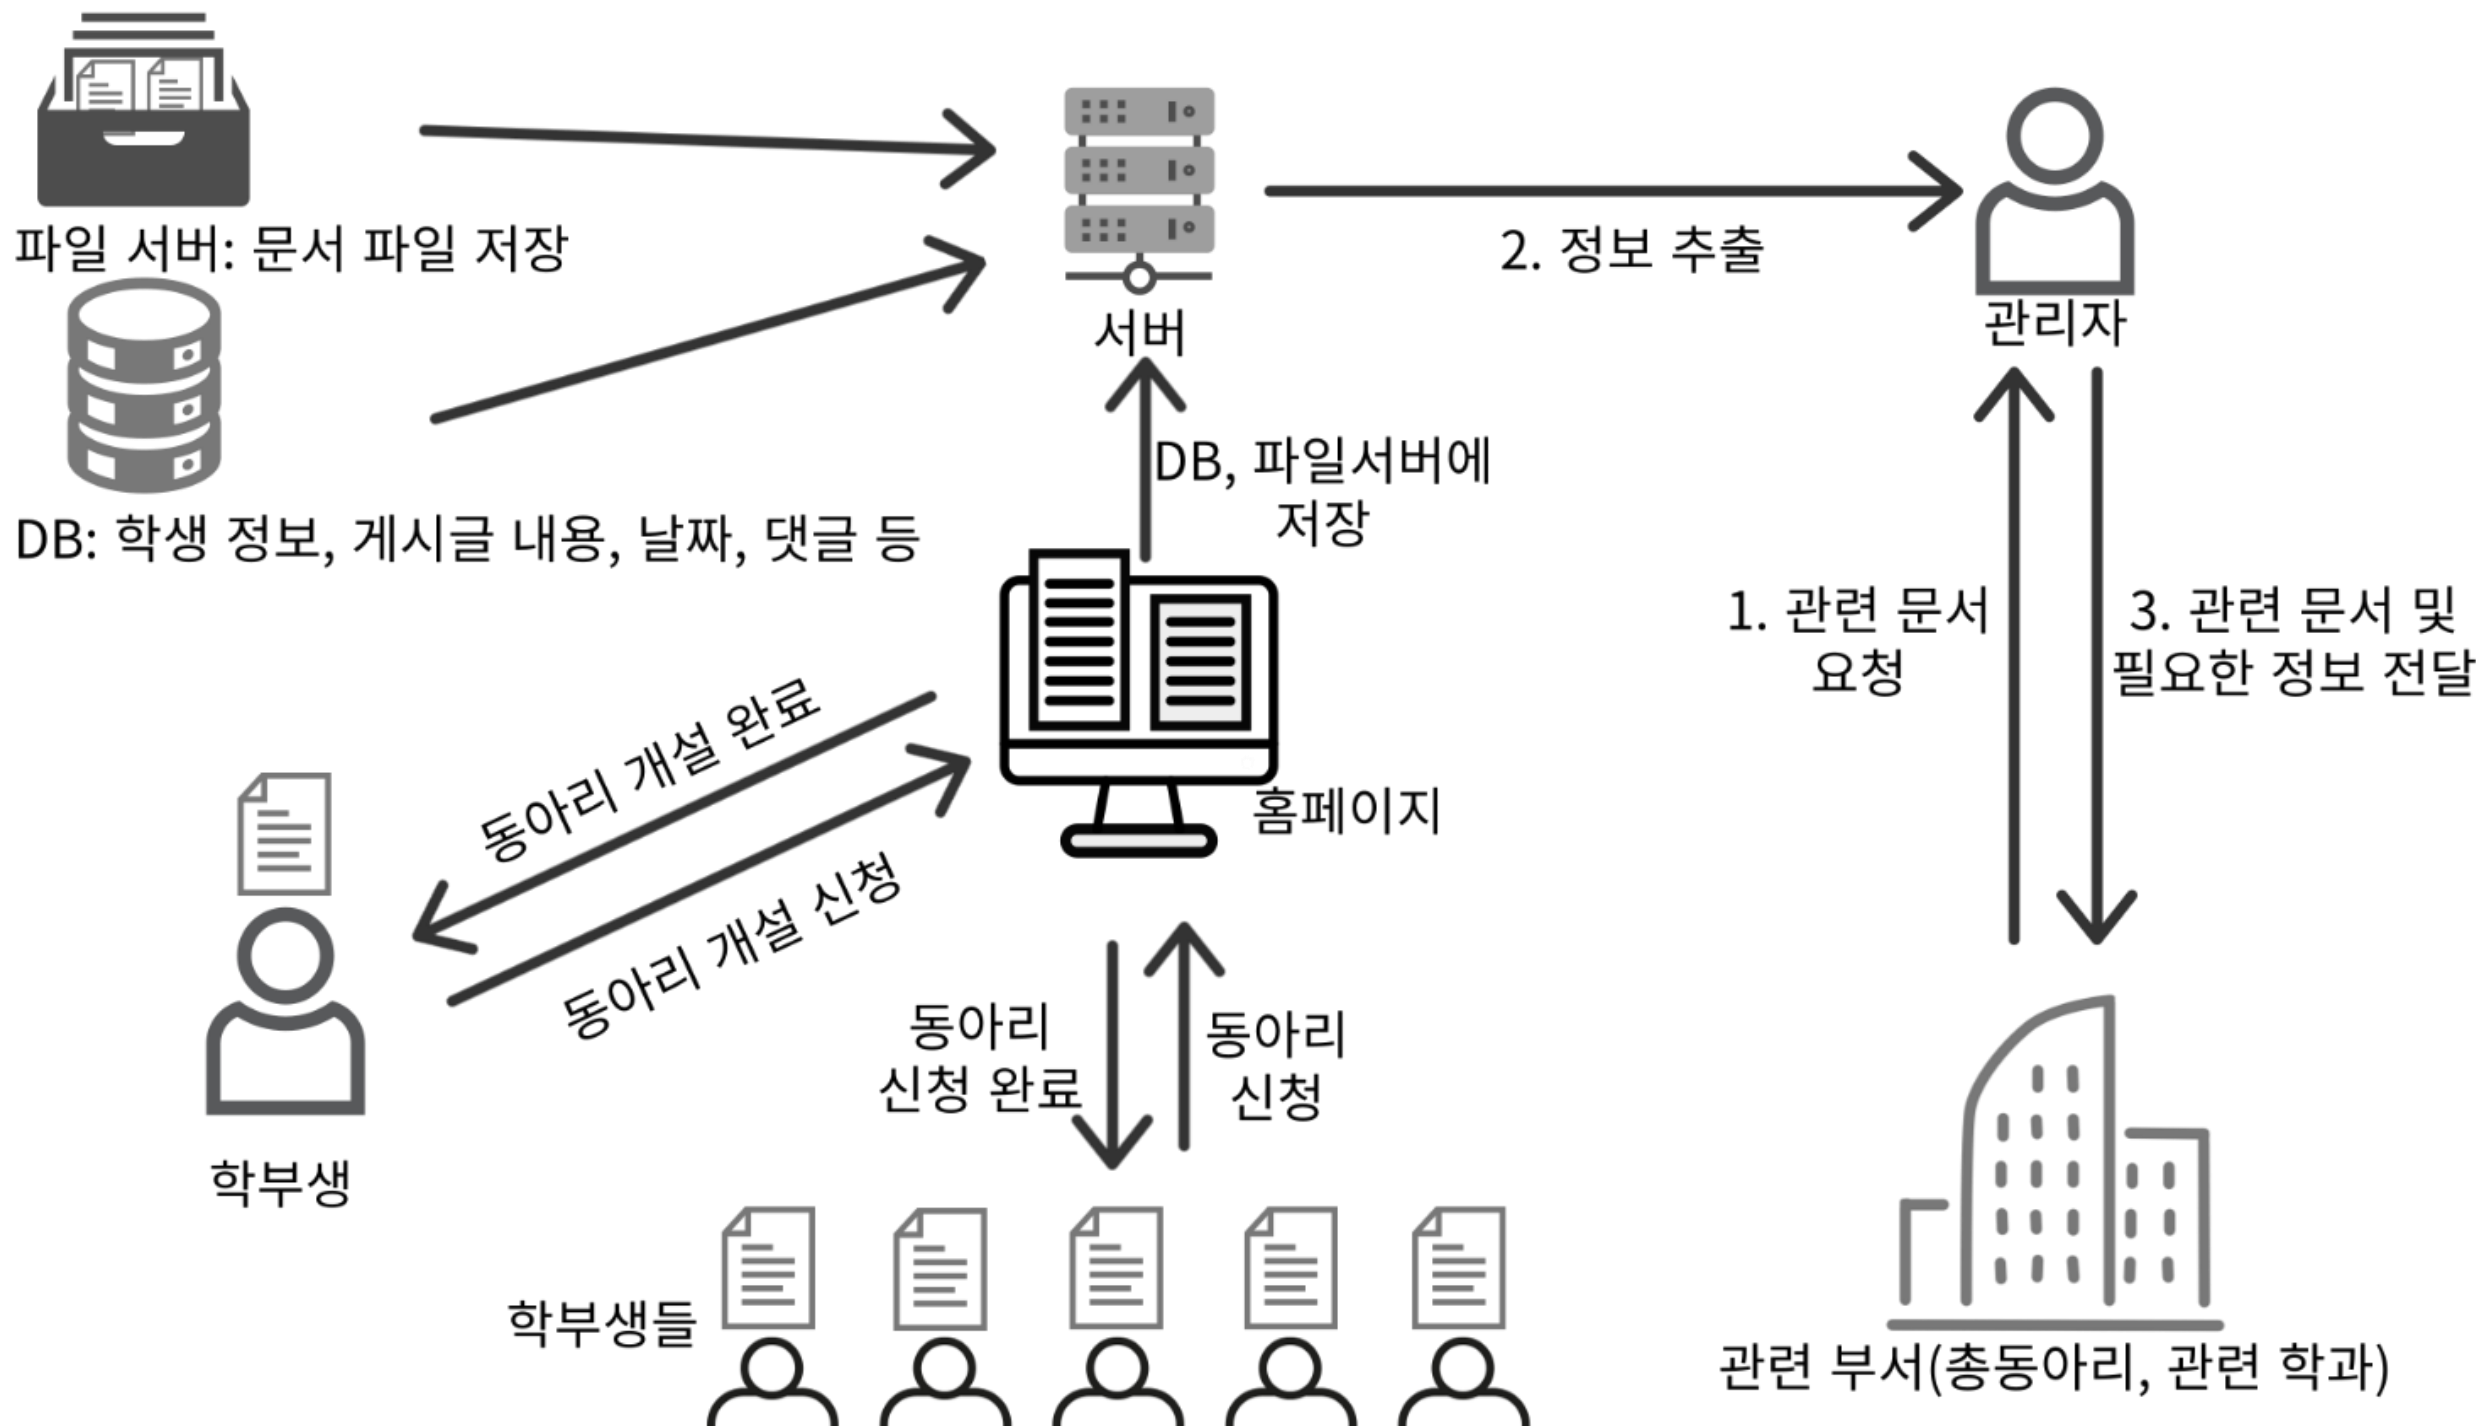 파일 서버: 문서 파일 저장
서버
2. 정보 추출
관리자
DB: 학생 정보, 게시글 내용, 날짜, 댓글 등
DB, 파일서버에
저장
1. 관련 문서
요청
3. 관련 문서 및
필요한 정보 전달
동아리 개설 완료
동아리 개설 신청
홈페이지
학부생
동아리
신청 완료
동아리
신청
학부생들
관련 부서(총동아리, 관련 학과)